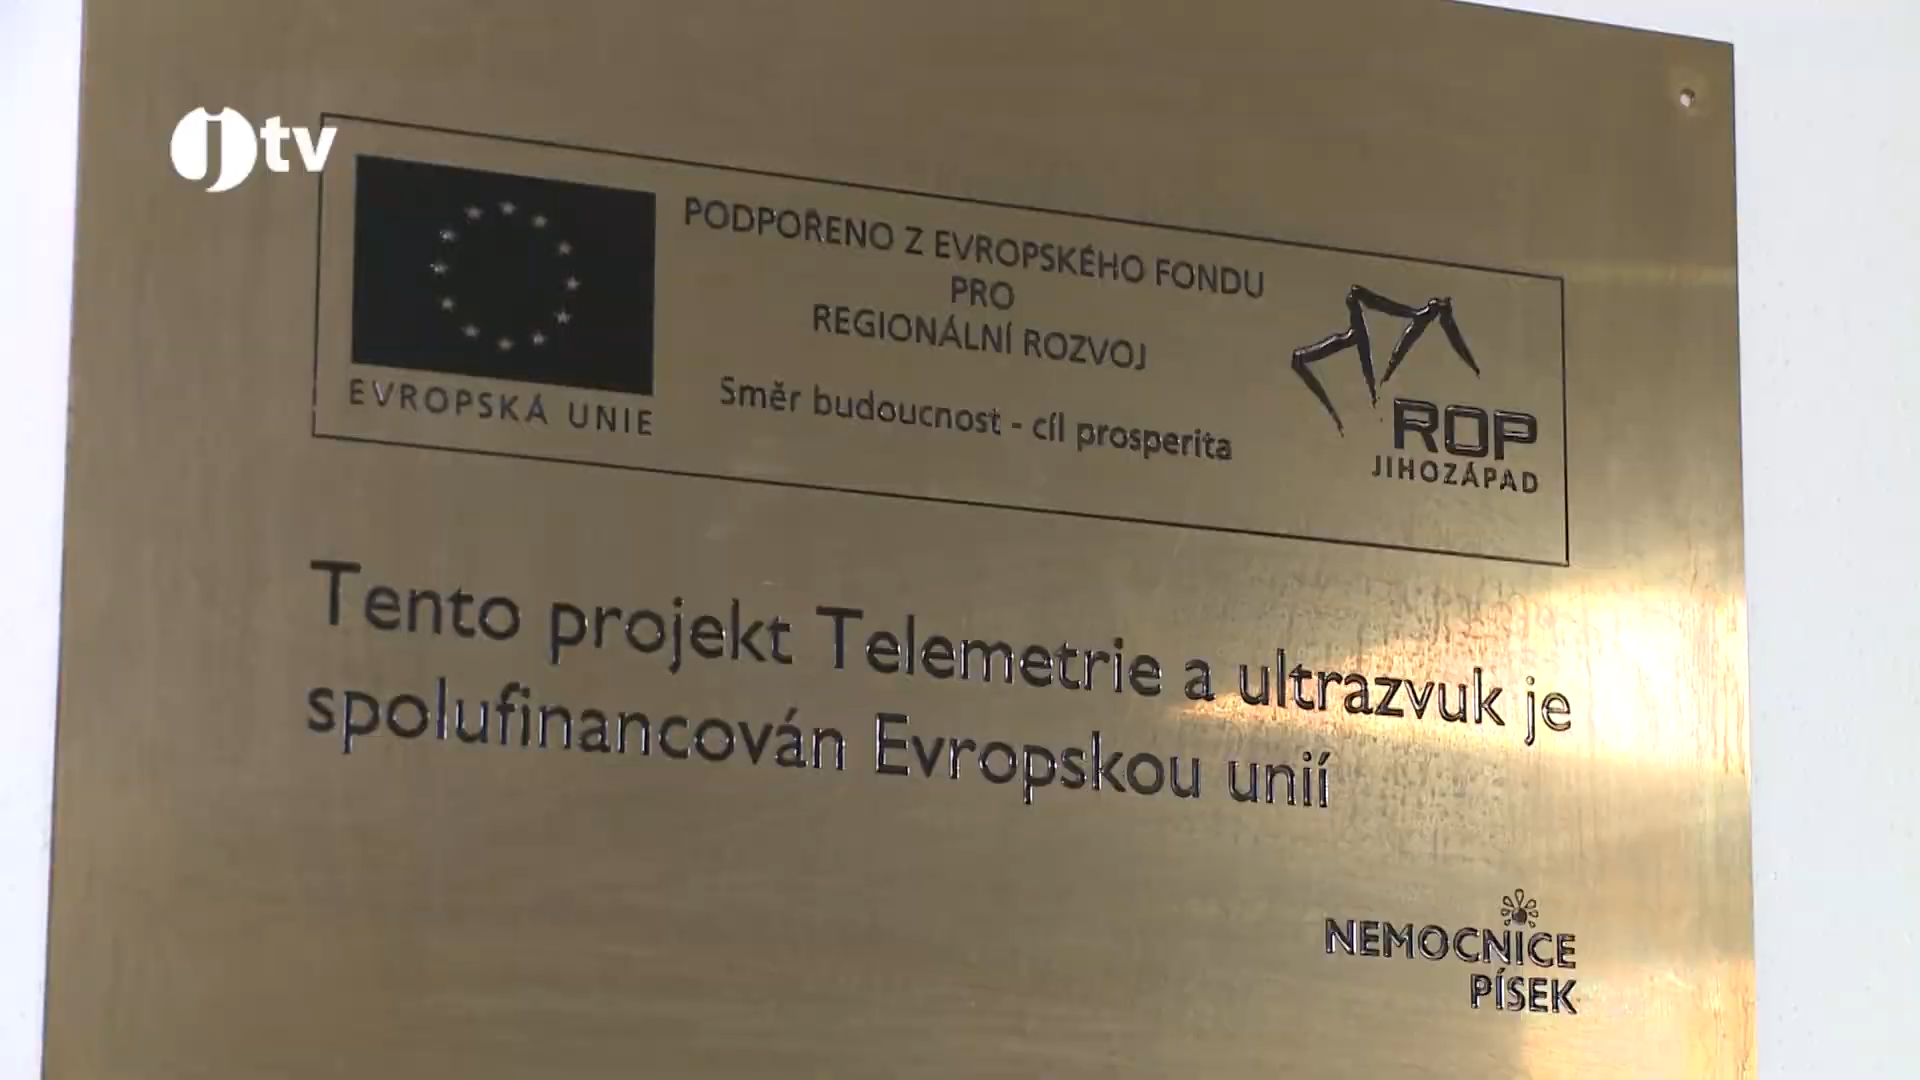 jtv
PODPOŘENO Z EVROPSKÉHO FONDU
PRO
REGIONÁLNÍ ROZVOJ
Směr budoucnost - cíl prosperita
EVROPSKÁ UNIE
ROP
JIHOZÁPAD
Tento projekt Telemetrie a ultrazvuk je
spolufinancován Evropskou unií
NEMOCNICE
PÍSEK